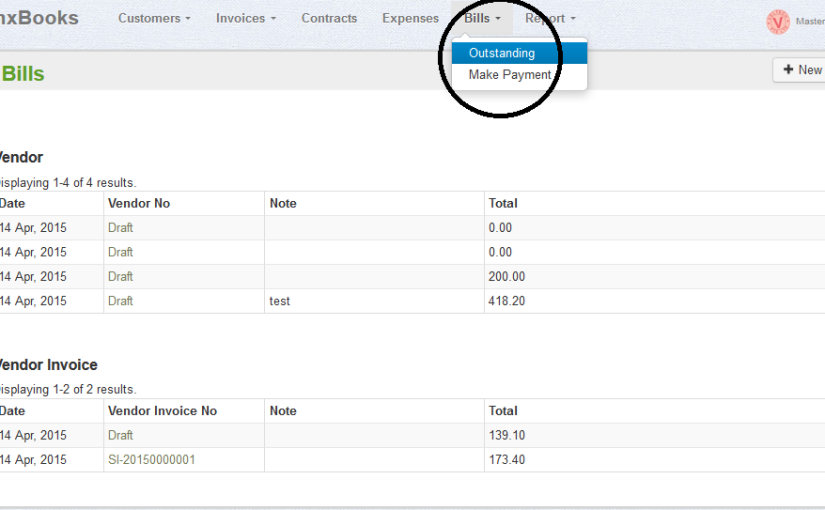 nxBooks Customers Invoices Contracts Expenses Bills Report Master
Outstanding
Make Payment
Bills
+ New
Vendor
isplaying 1-4 of 4 results.
Date Vendor No Note Total
14 Apr, 2015 Draft 0.00
14 Apr, 2015 Draft 0.00
14 Apr, 2015 Draft 200.00
14 Apr, 2015 Draft test 418.20
Vendor Invoice
isplaying 1-2 of 2 results.
Date Vendor Invoice No Note Total
14 Apr, 2015 Draft 139.10
14 Apr, 2015 SI-20150000001 173.40